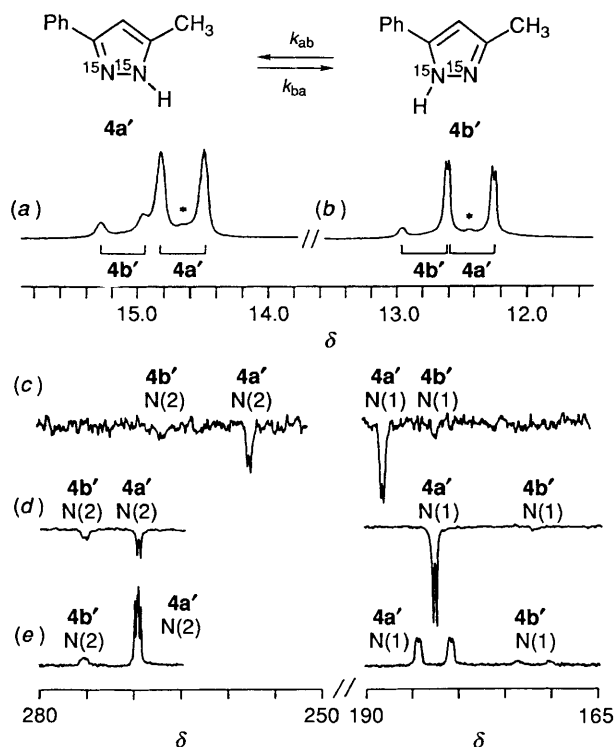 Ph CH₃ k_ab Ph CH₃
¹⁵N ¹⁵N k_ba ¹⁵N ¹⁵N
H H
4a′ 4b′
(a) * (b) *
4b′ 4a′ 4b′ 4a′
15.0 14.0 13.0 12.0
δ
4b′ 4a′ 4a′ 4b′
(c) N(2) N(2) N(1) N(1)
4b′ 4a′ 4a′ 4b′
(d) N(2) N(2) N(1) N(1)
4b′ 4a′ 4a′ 4b′
(e) N(2) N(2) N(1) N(1)
280 250 190 165
δ δ